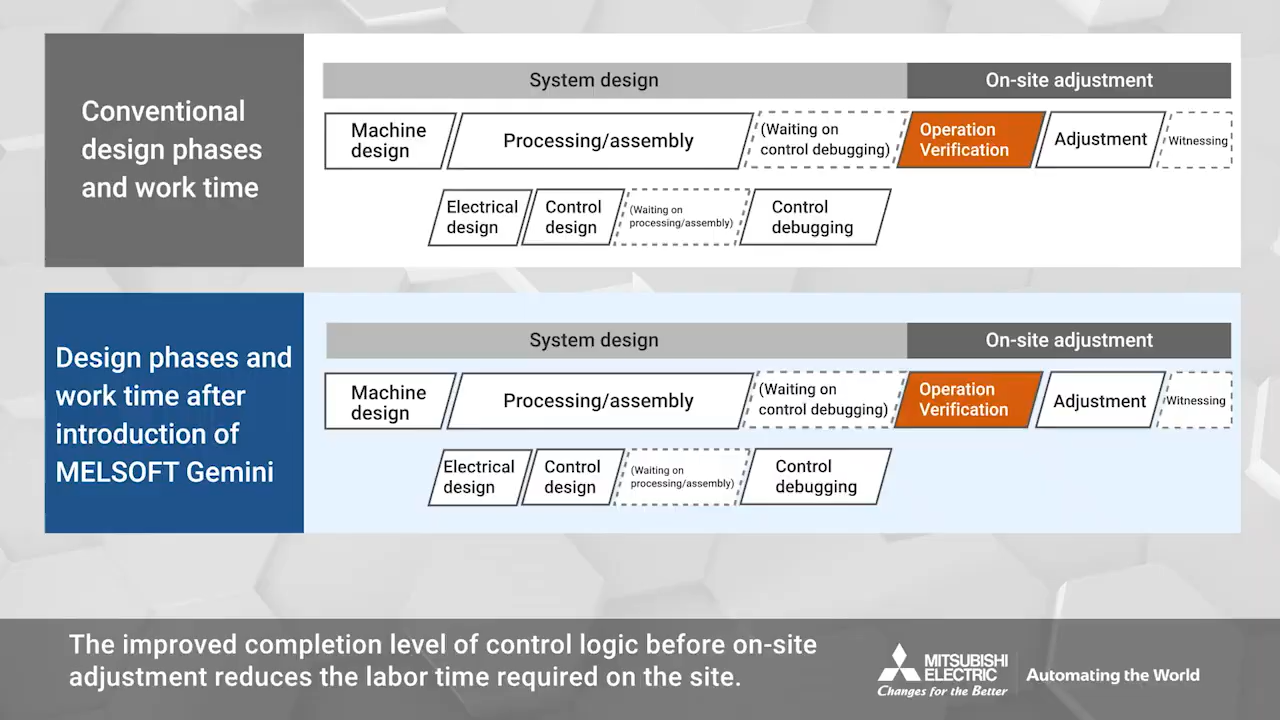 Conventional
design phases
and work time
System design
On-site adjustment
Machine
design
Processing/assembly
(Waiting on
control debugging)
Operation
Verification
Adjustment
Witnessing
Electrical
design
Control
design
(Waiting on
processing/assembly)
Control
debugging
Design phases and
work time after
introduction of
MELSOFT Gemini
System design
On-site adjustment
Machine
design
Processing/assembly
(Waiting on
control debugging)
Operation
Verification
Adjustment
Witnessing
Electrical
design
Control
design
(Waiting on
processing/assembly)
Control
debugging
The improved completion level of control logic before on-site
adjustment reduces the labor time required on the site.
MITSUBISHI
ELECTRIC
Changes for the Better
Automating the World